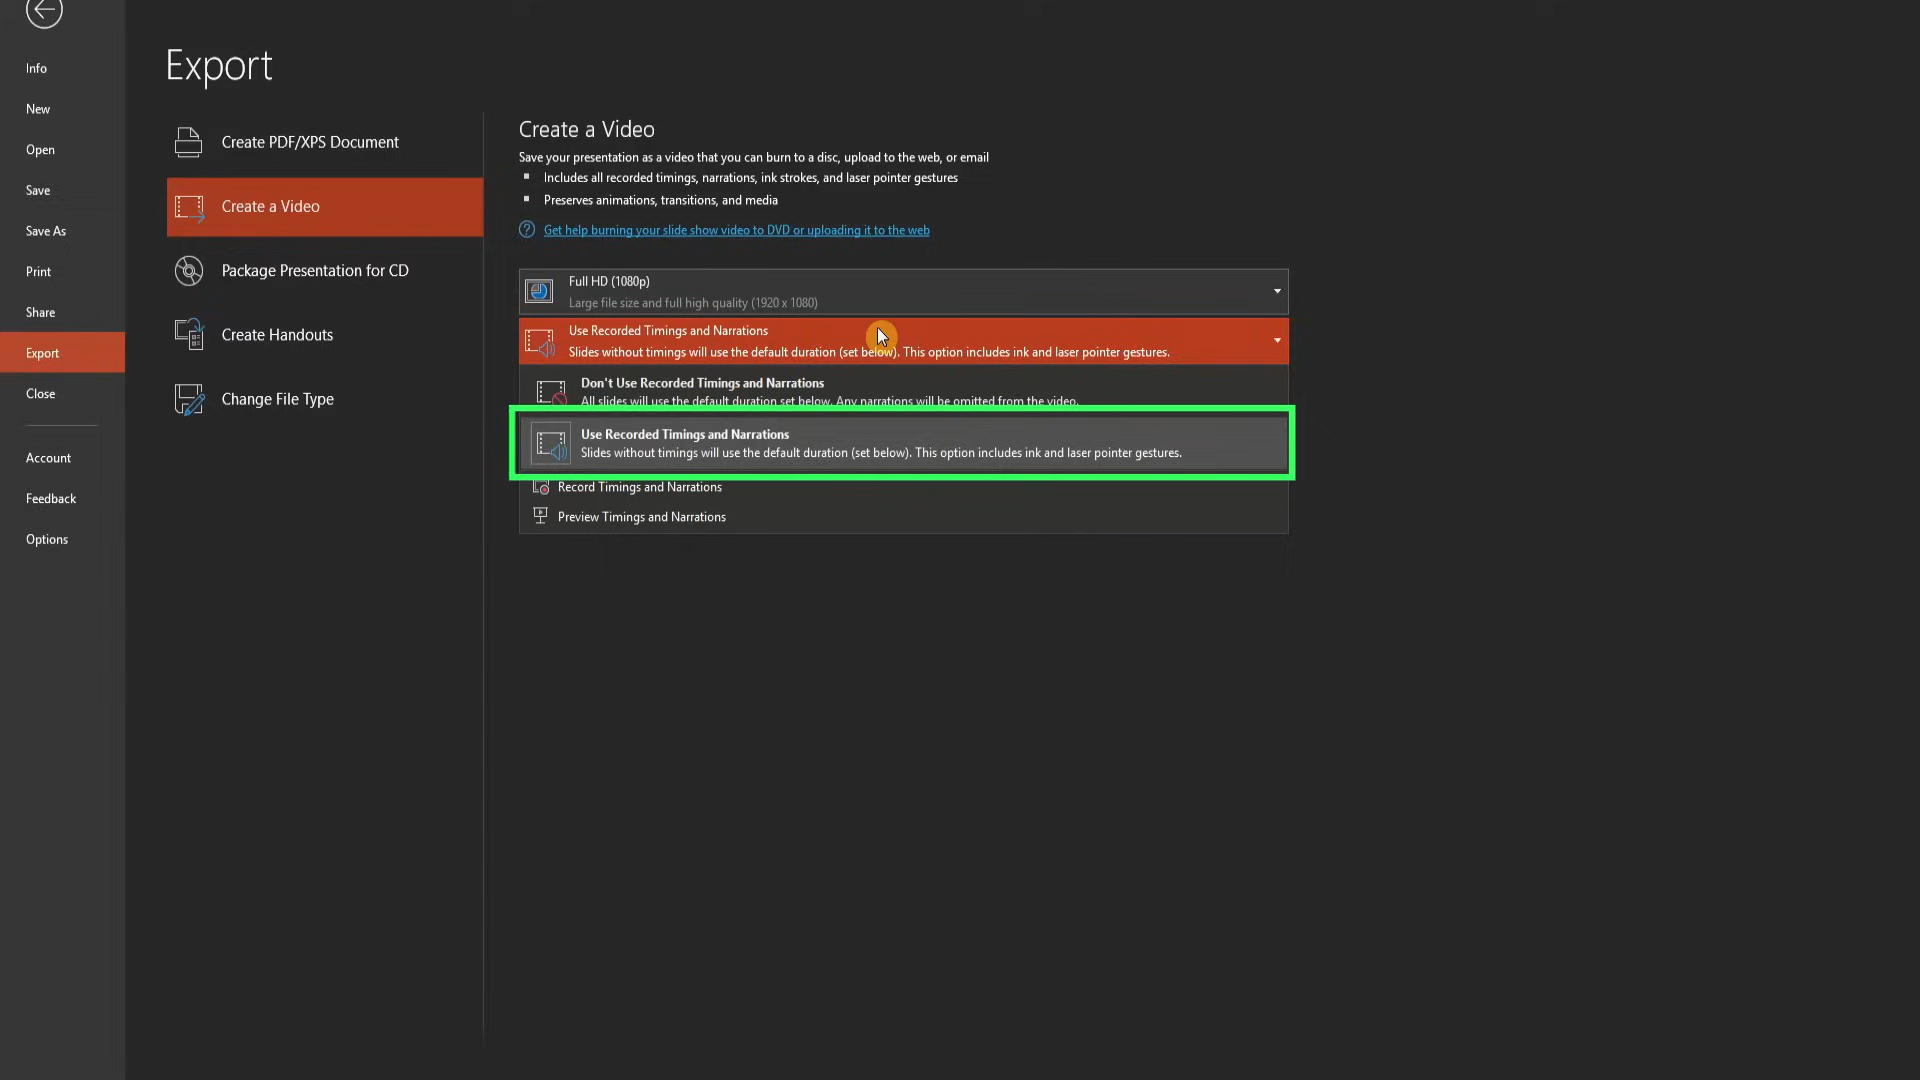 Export
Info
New
Open
Save
Save As
Print
Share
Export
Close
Account
Feedback
Options
Create PDF/XPS Document
Create a Video
Package Presentation for CD
Create Handouts
Change File Type
Create a Video
Save your presentation as a video that you can burn to a disc, upload to the web, or email
Includes all recorded timings, narrations, ink strokes, and laser pointer gestures
Preserves animations, transitions, and media
Get help burning your slide show video to DVD or uploading it to the web
Full HD (1080p)
Large file size and full high quality (1920 x 1080)
Use Recorded Timings and Narrations
Slides without timings will use the default duration (set below). This option includes ink and laser pointer gestures.
Don't Use Recorded Timings and Narrations
All slides will use the default duration set below. Any narrations will be omitted from the video.
Use Recorded Timings and Narrations
Slides without timings will use the default duration (set below). This option includes ink and laser pointer gestures.
Record Timings and Narrations
Preview Timings and Narrations